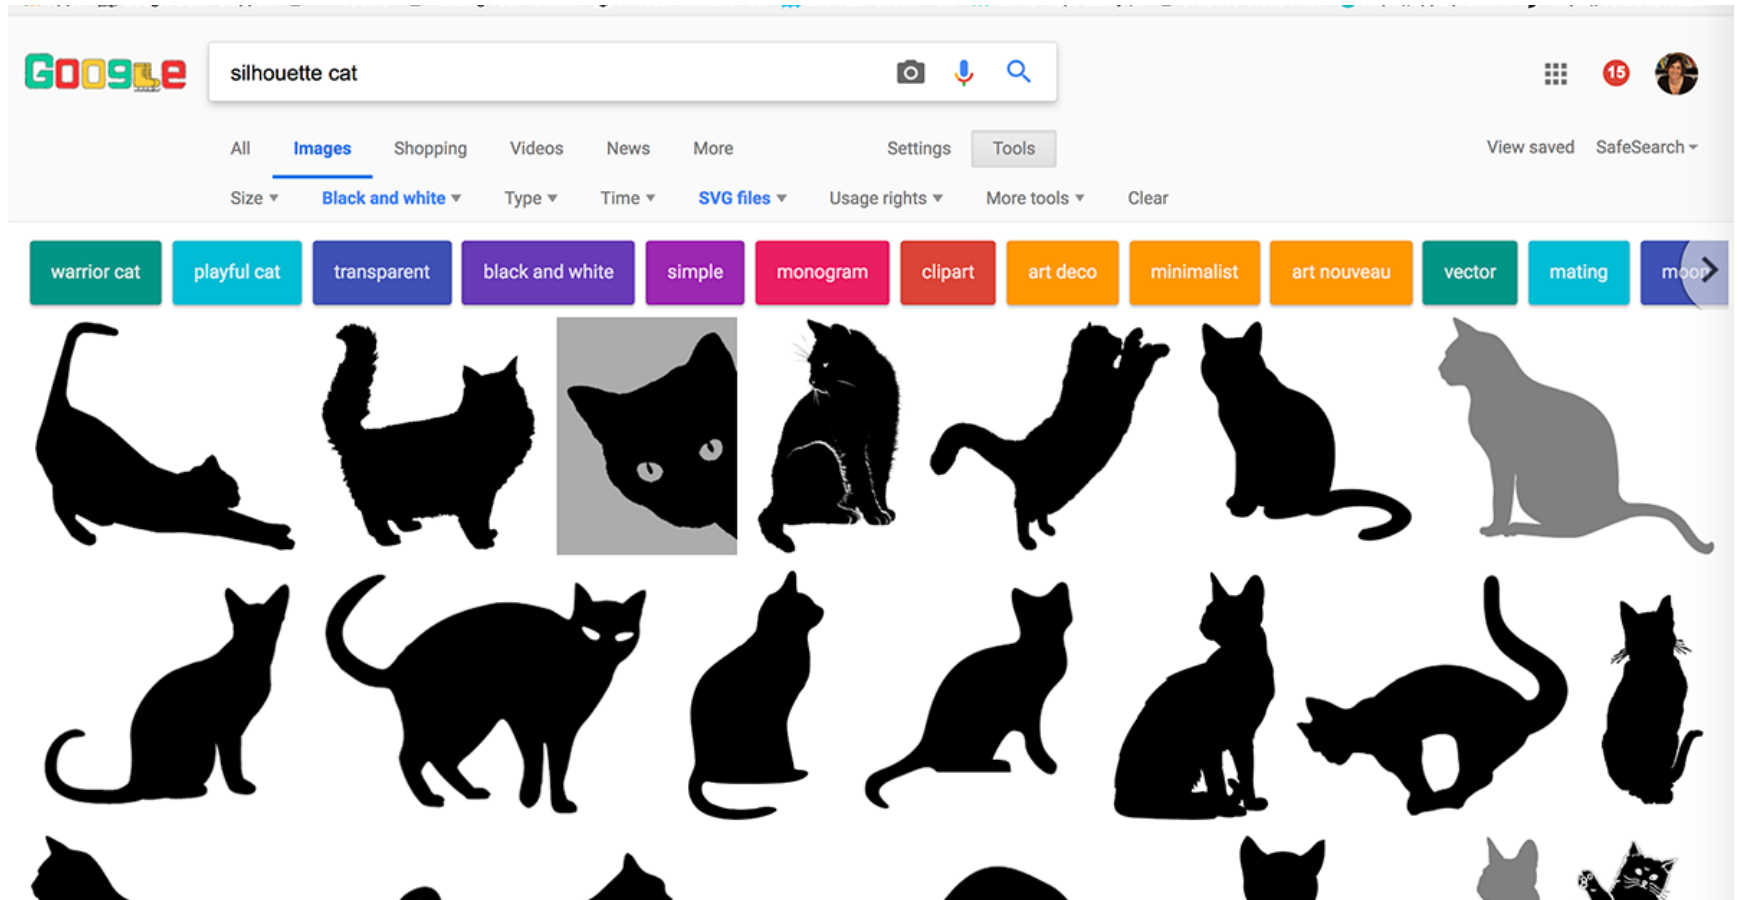 Google
silhouette cat
15
All Images Shopping Videos News More Settings Tools
View saved SafeSearch
Size Black and white Type Time SVG files Usage rights More tools Clear
warrior cat playful cat transparent black and white simple monogram clipart art deco minimalist art nouveau vector mating moon